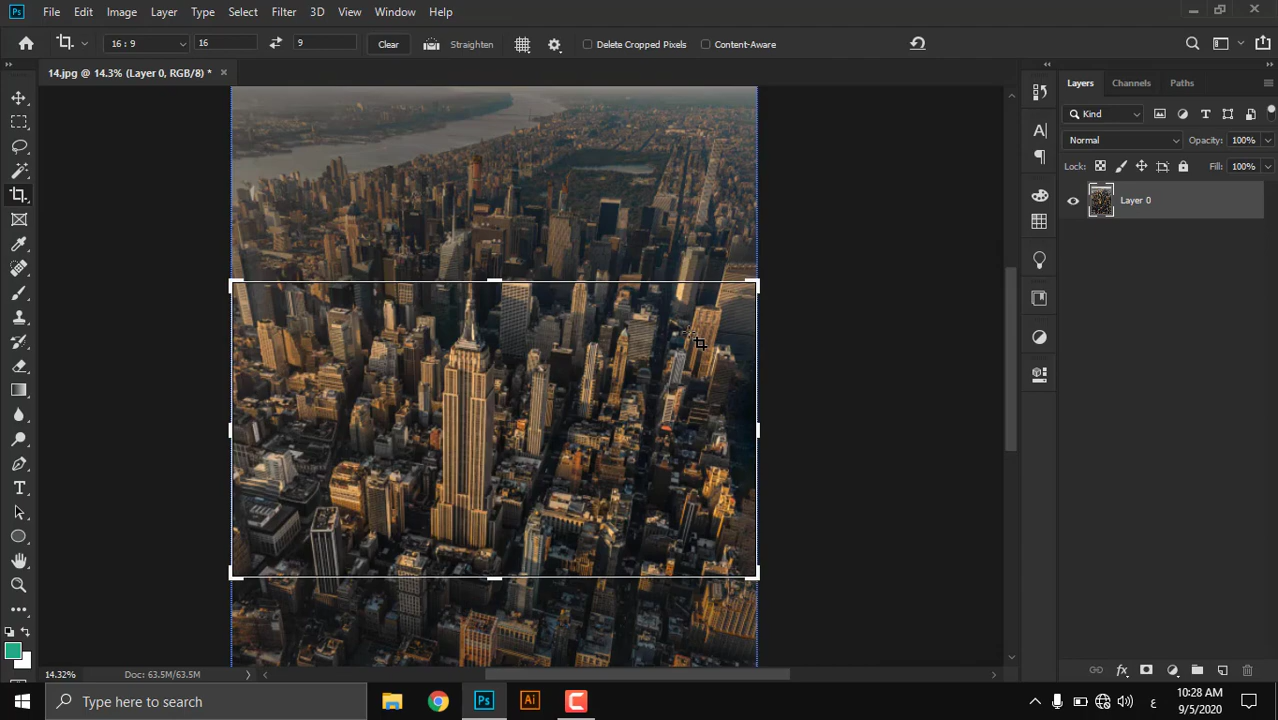 Ps File Edit Image Layer Type Select Filter 3D View Window Help
16 : 9 16 9 Clear Straighten Delete Cropped Pixels Content-Aware
14.jpg @ 14.3% (Layer 0, RGB/8) * ×
Layers Channels Paths
Kind
Normal Opacity: 100%
Lock: Fill: 100%
Layer 0
14.32% Doc: 63.5M/63.5M
Type here to search Ps Ai ع 10:28 AM
9/5/2020